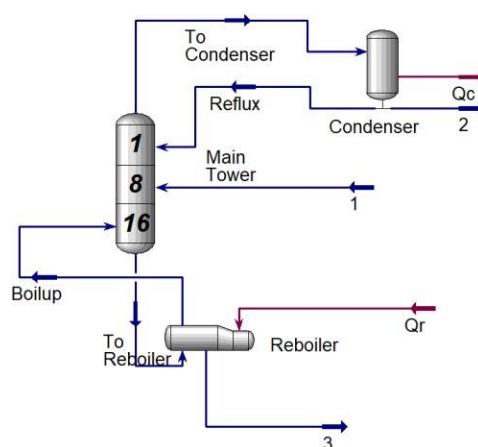 To
Condenser
Qc
Reflux
Condenser
2
1
Main
Tower
8
1
16
Boilup
To
Reboiler
Reboiler
Qr
3